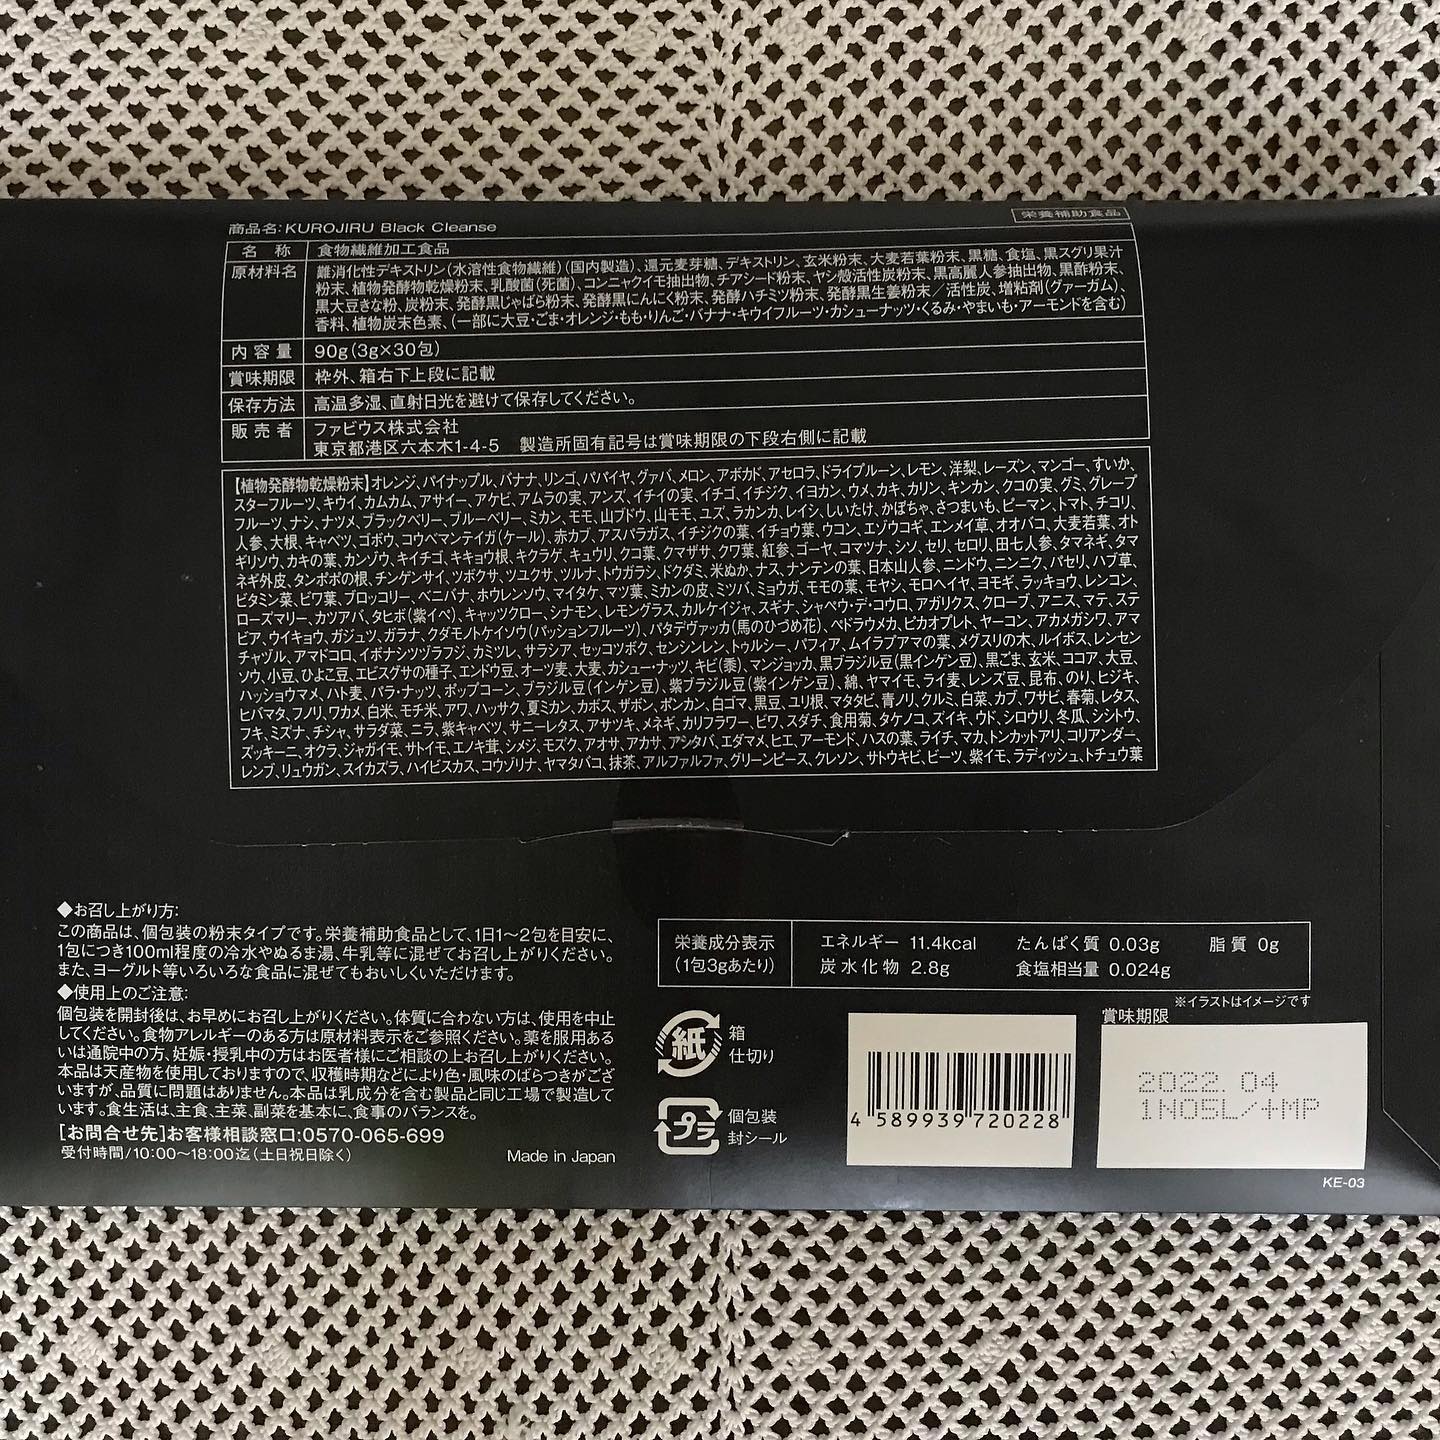 商品名:KUROJIRU Black Cleanse
栄養補助食品
名 称 食物繊維加工食品
原材料名 難消化性デキストリン(水溶性食物繊維)(国内製造)、還元麦芽糖、デキストリン、玄米粉末、大麦若葉粉末、黒糖、食塩、黒スグリ果汁
粉末、植物発酵物乾燥粉末、乳酸菌(死菌)、コンニャクイモ抽出物、チアシード粉末、ヤシ殻活性炭粉末、黒高麗人参抽出物、黒酢粉末、
黒大豆きな粉、炭粉末、発酵黒じゃばら粉末、発酵黒にんにく粉末、発酵ハチミツ粉末、発酵黒生姜粉末／活性炭、増粘剤(グァーガム)、
香料、植物炭末色素、(一部に大豆・ごま・オレンジ・もも・りんご・バナナ・キウイフルーツ・カシューナッツ・くるみ・やまいも・アーモンドを含む)
内容量 90g(3g×30包)
賞味期限 枠外、箱右下上段に記載
保存方法 高温多湿、直射日光を避けて保存してください。
販売者 ファビウス株式会社
東京都港区六本木1-4-5 製造所固有記号は賞味期限の下段右側に記載
【植物発酵物乾燥粉末】オレンジ、パイナップル、バナナ、リンゴ、パパイヤ、グァバ、メロン、アボカド、アセロラ、ドライプルーン、レモン、洋梨、レーズン、マンゴー、すいか、
スターフルーツ、キウイ、カムカム、アサイー、アケビ、アムラの実、アンズ、イチイの実、イチゴ、イチジク、イヨカン、ウメ、カキ、カリン、キンカン、クコの実、グミ、グレープ
フルーツ、ナシ、ナツメ、ブラックベリー、ブルーベリー、ミカン、モモ、山ブドウ、山モモ、ユズ、ラカンカ、レイシ、しいたけ、かぼちゃ、さつまいも、ピーマン、トマト、チコリ、
人参、大根、キャベツ、ゴボウ、コウベマンテイガ(ケール)、赤カブ、アスパラガス、イチジクの葉、イチョウ葉、ウコン、エゾウコギ、エンメイ草、オオバコ、大麦若葉、オト
ギリソウ、カキの葉、カンゾウ、キイチゴ、キキョウ根、キクラゲ、キュウリ、クコ葉、クマザサ、クワ葉、紅参、ゴーヤ、コマツナ、シソ、セリ、セロリ、田七人参、タマネギ、タマ
ネギ外皮、タンポポの根、チンゲンサイ、ツボクサ、ツユクサ、ツルナ、トウガラシ、ドクダミ、米ぬか、ナス、ナンテンの葉、日本山人参、ニンドウ、ニンニク、パセリ、ハブ草、
ビタミン菜、ビワ葉、ブロッコリー、ベニバナ、ホウレンソウ、マイタケ、マツ葉、ミカンの皮、ミツバ、ミョウガ、モモの葉、モヤシ、モロヘイヤ、ヨモギ、ラッキョウ、レンコン、
ローズマリー、カツアバ、タヒボ(紫イペ)、キャッツクロー、シナモン、レモングラス、カルケイジャ、スギナ、シャペウ・デ・コウロ、アガリクス、クローブ、アニス、マテ、ステ
ビア、ウイキョウ、ガジュツ、ガラナ、クダモノトケイソウ(パッションフルーツ)、パタデヴァッカ(馬のひづめ花)、ペドラウメカ、ピカオプレト、ヤーコン、アカメガシワ、アマ
チャヅル、アマドコロ、イボナシツヅラフジ、カミツレ、サラシア、セッコツボク、センシンレン、トゥルシー、パフィア、ムイラプアマの葉、メグスリの木、ルイボス、レンセン
ソウ、小豆、ひよこ豆、エビスグサの種子、エンドウ豆、オーツ麦、大麦、カシュー・ナッツ、キビ(黍)、マンジョッカ、黒ブラジル豆(黒インゲン豆)、黒ごま、玄米、ココア、大豆、
ハッショウマメ、ハト麦、パラ・ナッツ、ポップコーン、ブラジル豆(インゲン豆)、紫ブラジル豆(紫インゲン豆)、綿、ヤマイモ、ライ麦、レンズ豆、昆布、のり、ヒジキ、
ヒバマタ、フノリ、ワカメ、白米、モチ米、アワ、ハッサク、夏ミカン、カボス、ザボン、ポンカン、白ゴマ、黒豆、ユリ根、マタタビ、青ノリ、クルミ、白菜、カブ、ワサビ、春菊、レタス、
フキ、ミズナ、チシャ、サラダ菜、ニラ、紫キャベツ、サニーレタス、アサツキ、メネギ、カリフラワー、ビワ、スダチ、食用菊、タケノコ、ズイキ、ウド、シロウリ、冬瓜、シントウ、
ズッキーニ、オクラ、ジャガイモ、サトイモ、エノキ茸、シメジ、モズク、アオサ、アカサ、アシタバ、エダマメ、ヒエ、アーモンド、ハスの葉、ライチ、マカ、トンカットアリ、コリアンダー、
レンブ、リュウガン、スイカズラ、ハイビスカス、コウゾリナ、ヤマタバコ、抹茶、アルファルファ、グリーンピース、クレソン、サトウキビ、ビーツ、紫イモ、ラディッシュ、トチュウ葉
◆お召し上がり方:
この商品は、個包装の粉末タイプです。栄養補助食品として、1日1〜2包を目安に、
1包につき100ml程度の冷水やぬるま湯、牛乳等に混ぜてお召し上がりください。
また、ヨーグルト等いろいろな食品に混ぜてもおいしくいただけます。
◆使用上のご注意:
個包装を開封後は、お早めにお召し上がりください。体質に合わない方は、使用を中止
してください。食物アレルギーのある方は原材料表示をご参照ください。薬を服用ある
いは通院中の方、妊娠・授乳中の方はお医者様にご相談の上お召し上がりください。
本品は天産物を使用しておりますので、収穫時期などにより色・風味のばらつきがござ
いますが、品質に問題はありません。本品は乳成分を含む製品と同じ工場で製造して
います。食生活は、主食、主菜、副菜を基本に、食事のバランスを。
[お問合せ先]お客様相談窓口:0570-065-699
受付時間/10:00〜18:00迄(土日祝日除く)
Made in Japan
栄養成分表示 エネルギー 11.4kcal たんぱく質 0.03g 脂質 0g
(1包3gあたり) 炭水化物 2.8g 食塩相当量 0.024g
※イラストはイメージです
紙 箱
仕切り
プラ 個包装
封シール
4 589939 720228
賞味期限
2022.04
1NO5L/+MP
KE-03